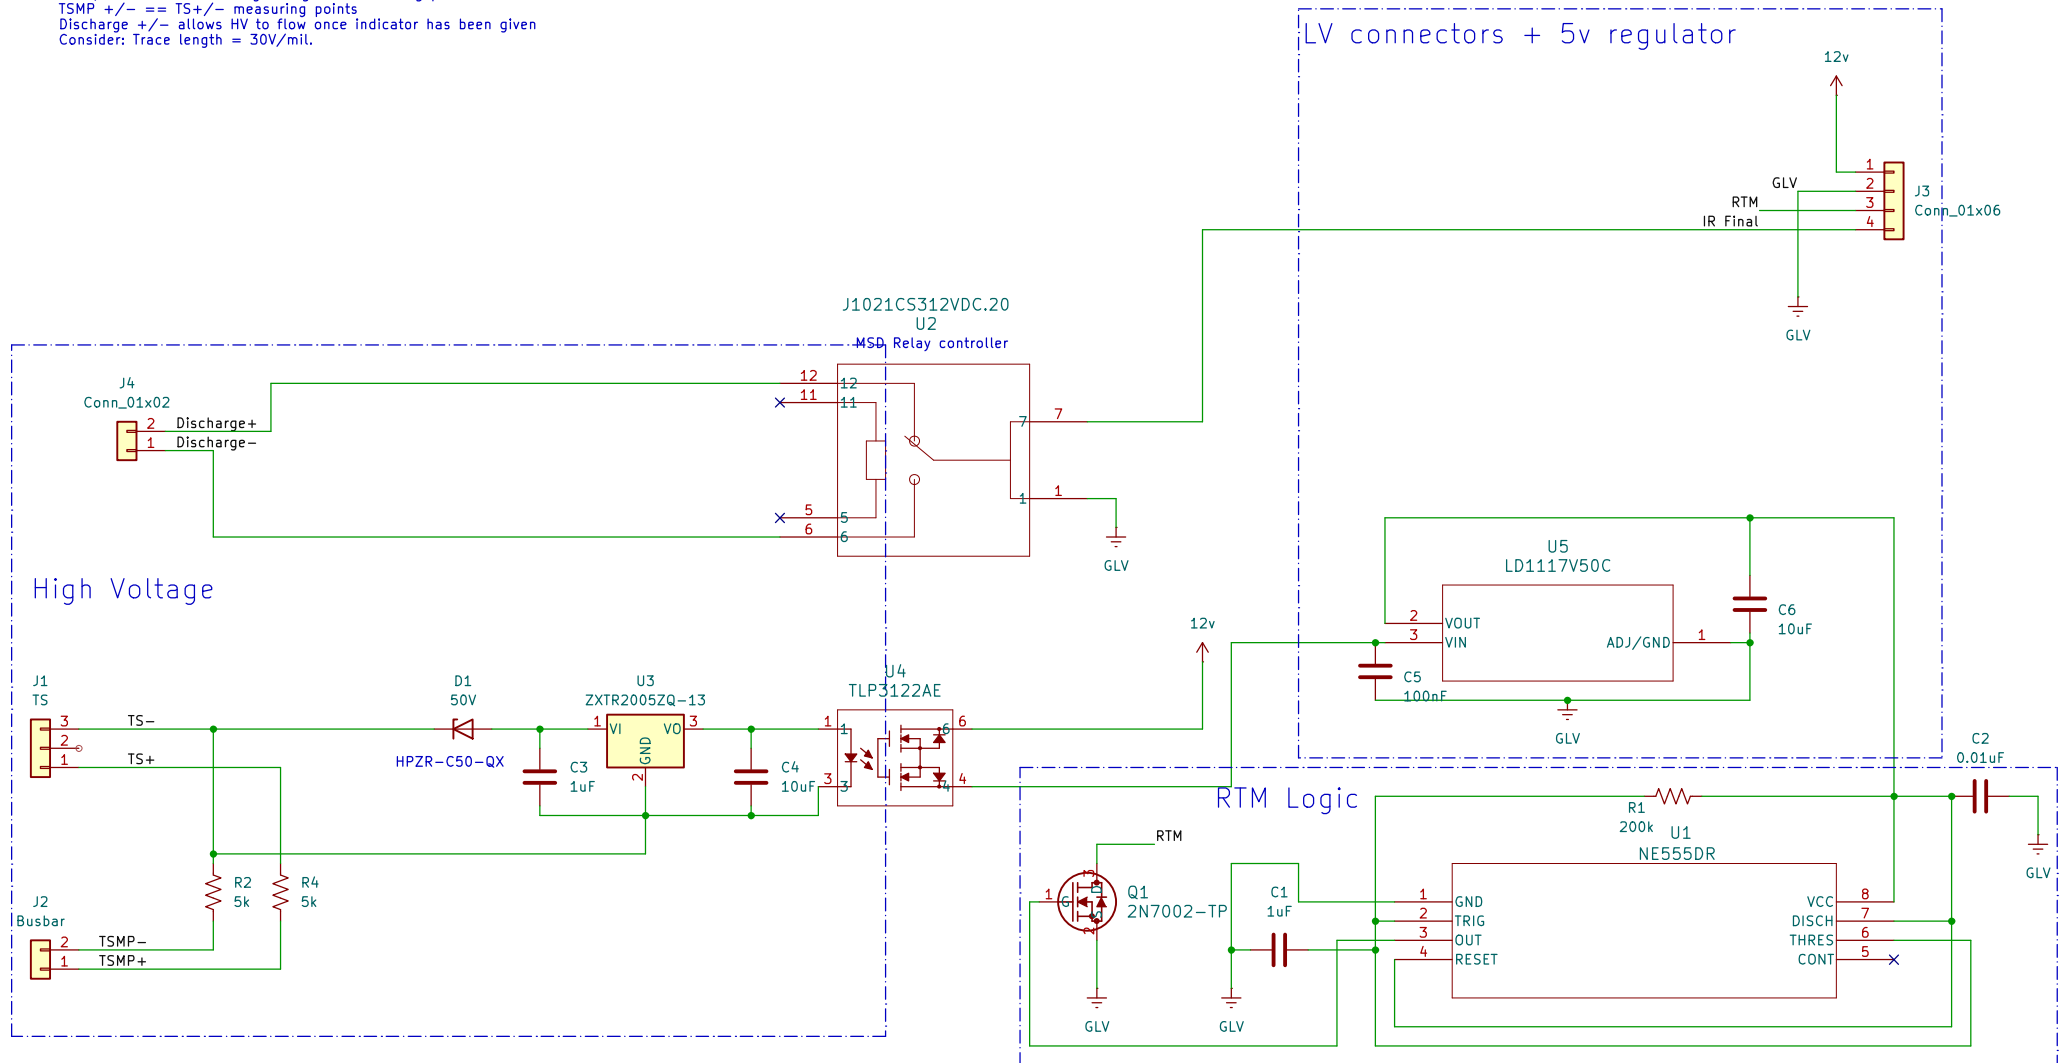 TSMP +/- == TS+/- measuring points
Discharge +/- allows HV to flow once indicator has been given
Consider: Trace length = 30V/mil.
LV connectors + 5v regulator
12v
1
2
3
4
GLV
RTM
IR Final
J3
Conn_01x06
GLV
J1021CS312VDC.20
U2
MSD Relay controller
12
12
11
11
7
7
1
1
5
5
6
6
GLV
J4
Conn_01x02
2
1
Discharge+
Discharge-
High Voltage
U5
LD1117V50C
2
VOUT
3
VIN
ADJ/GND
1
C6
10uF
C5
100nF
GLV
12v
J1
TS
3
2
1
TS-
TS+
D1
50V
HPZR-C50-QX
C3
1uF
U3
ZXTR2005ZQ-13
1
VI
VO
3
GND
2
C4
10uF
U4
TLP3122AE
1
1
3
3
6
6
4
4
R2
5k
R4
5k
J2
Busbar
2
1
TSMP-
TSMP+
RTM Logic
RTM
1
G
3
D
S
2
Q1
2N7002-TP
GLV
C1
1uF
GLV
R1
200k
U1
NE555DR
1
GND
2
TRIG
3
OUT
4
RESET
VCC
8
DISCH
7
THRES
6
CONT
5
C2
0.01uF
GLV